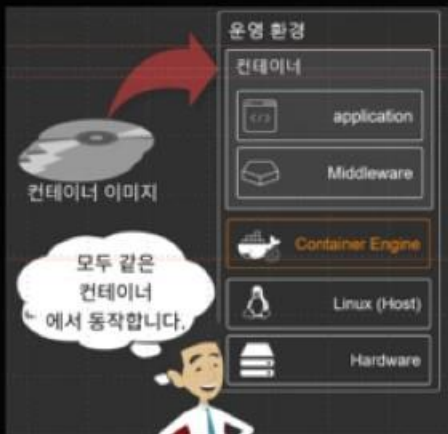 운영 환경
컨테이너
</>
application
Middleware
컨테이너 이미지
Container Engine
모두 같은
컨테이너
에서 동작합니다.
Linux (Host)
Hardware